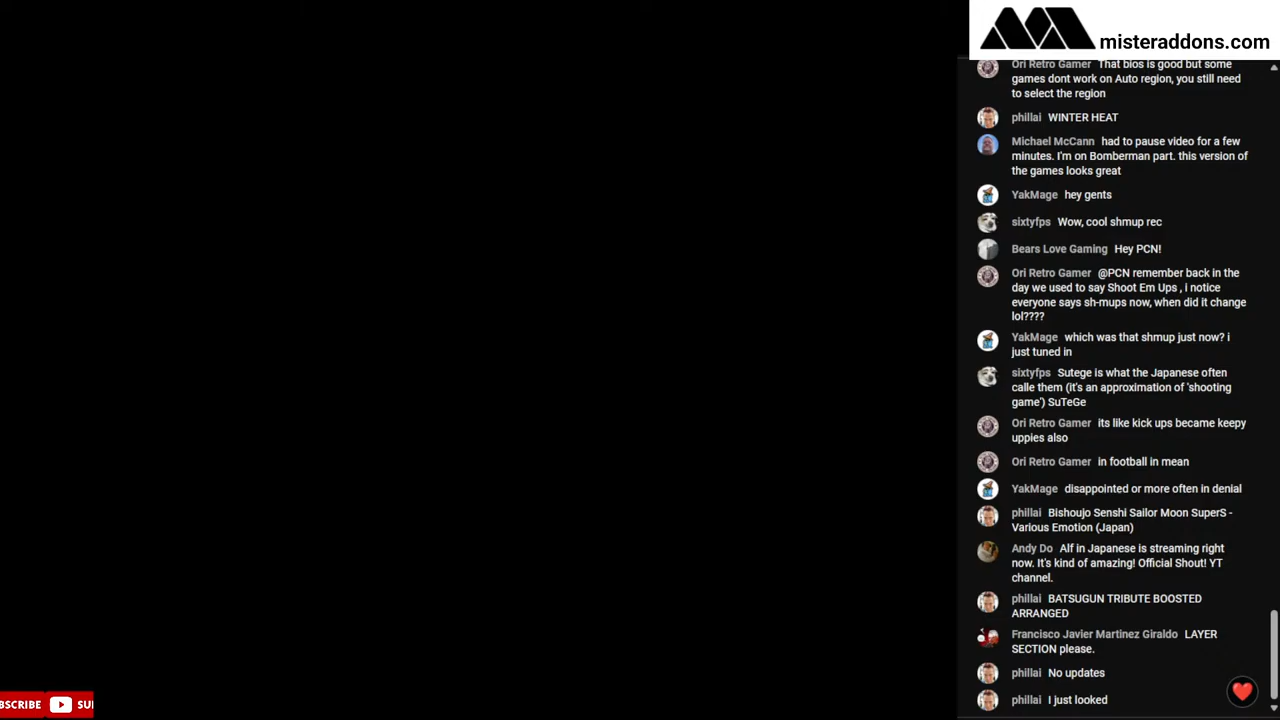 misteraddons.com
Ori Retro Gamer That bios is good but some
games dont work on Auto region, you still need
to select the region
phillai WINTER HEAT
Michael McCann had to pause video for a few
minutes. I'm on Bomberman part. this version of
the games looks great
YakMage hey gents
sixtyfps Wow, cool shmup rec
Bears Love Gaming Hey PCN!
Ori Retro Gamer @PCN remember back in the
day we used to say Shoot Em Ups , i notice
everyone says sh-mups now, when did it change
lol????
YakMage which was that shmup just now? i
just tuned in
sixtyfps Sutege is what the Japanese often
calle them (it's an approximation of 'shooting
game') SuTeGe
Ori Retro Gamer its like kick ups became keepy
uppies also
Ori Retro Gamer in football in mean
YakMage disappointed or more often in denial
phillai Bishoujo Senshi Sailor Moon SuperS -
Various Emotion (Japan)
Andy Do Alf in Japanese is streaming right
now. It's kind of amazing! Official Shout! YT
channel.
phillai BATSUGUN TRIBUTE BOOSTED
ARRANGED
Francisco Javier Martinez Giraldo LAYER
SECTION please.
phillai No updates
phillai I just looked
BSCRIBE SU